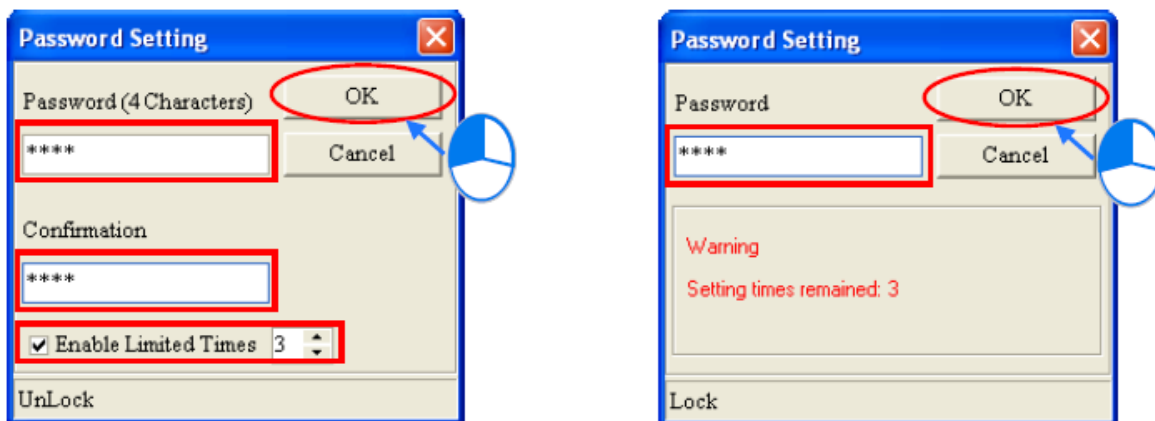 Password Setting
Password (4 Characters)
OK
****
Cancel
Confirmation
****
Enable Limited Times 3
UnLock
Password Setting
Password
OK
****
Cancel
Warning
Setting times remained: 3
Lock